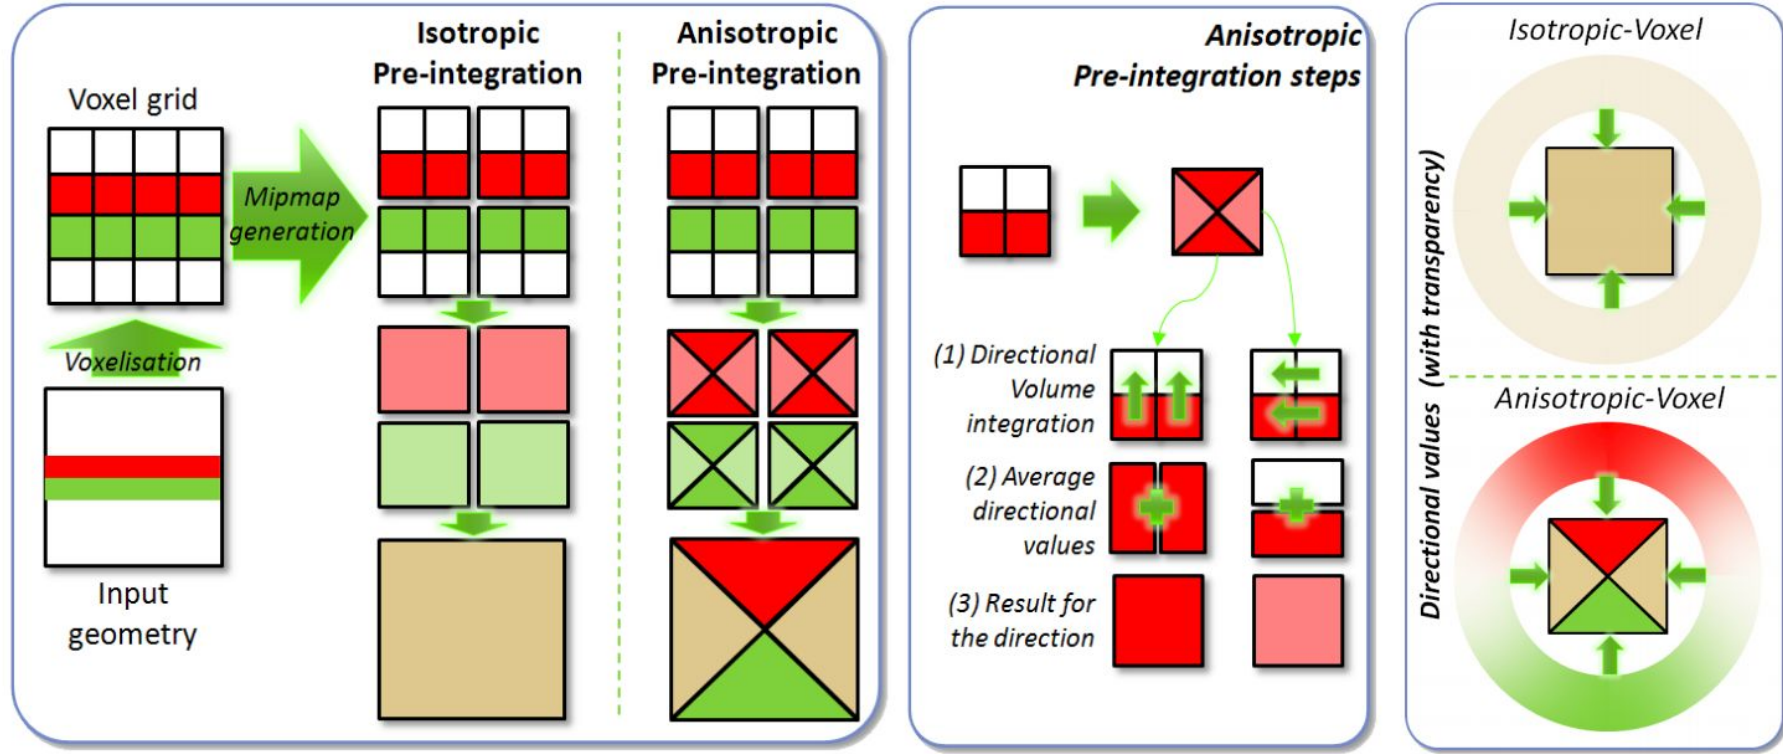 Isotropic
Pre-integration
Anisotropic
Pre-integration
Voxel grid
Mipmap
generation
Voxelisation
Input
geometry
Anisotropic
Pre-integration steps
(1) Directional
Volume
integration
(2) Average
directional
values
(3) Result for
the direction
Directional values (with transparency)
Isotropic-Voxel
Anisotropic-Voxel